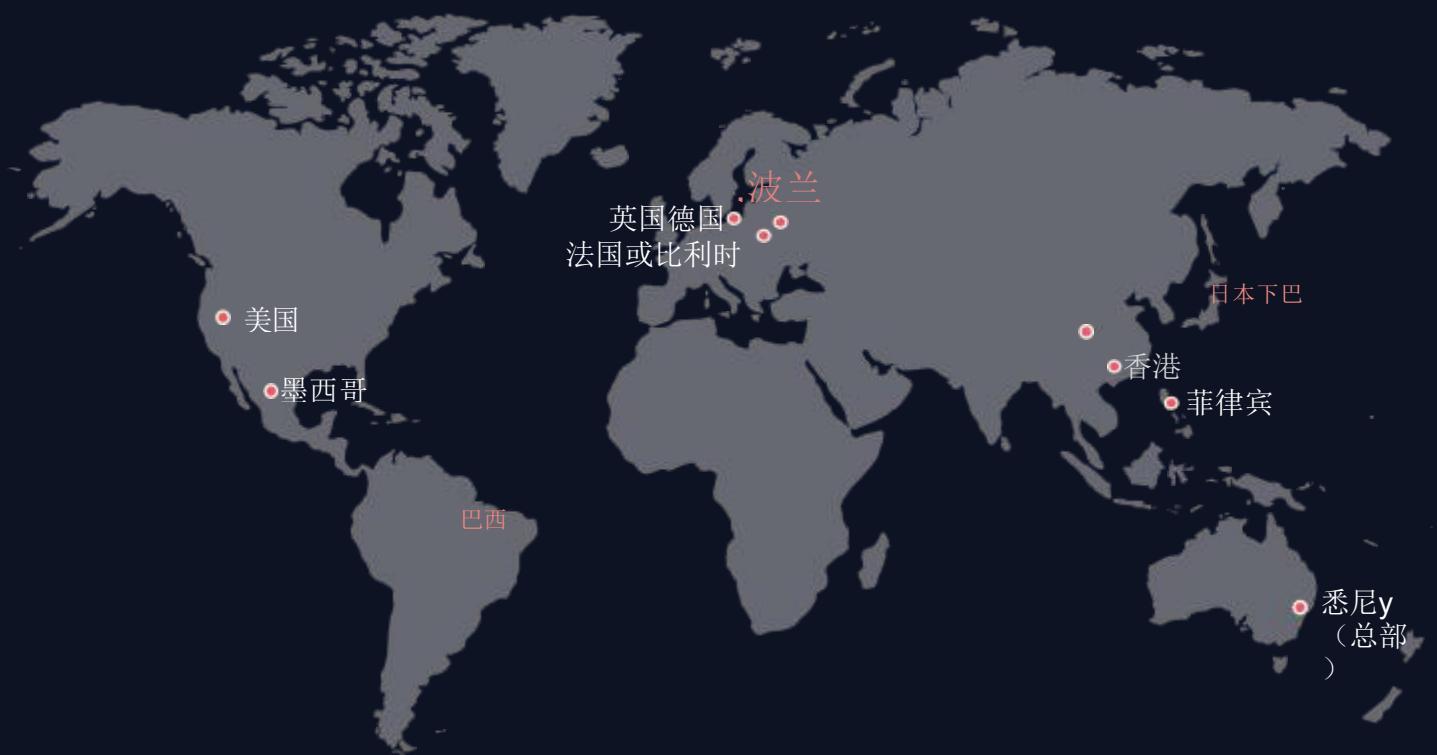 .波兰
英国德国
法国或比利时
日本下巴
美国
香港
墨西哥
菲律宾
巴西
悉尼y
（总部
）